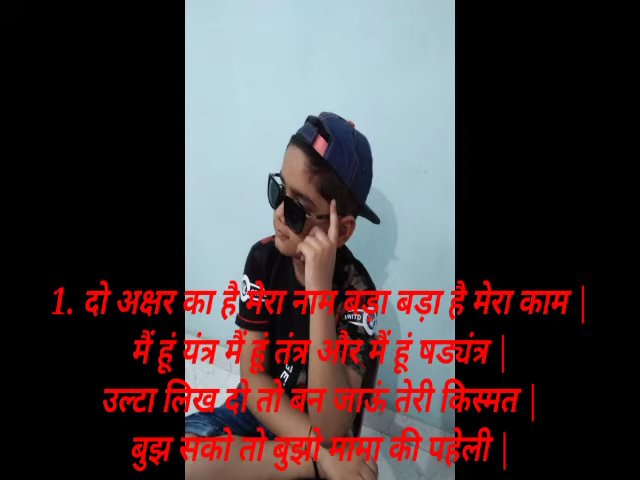 1. दो अक्षर का है मेरा नाम बड़ा बड़ा है मेरा काम |
मैं हूं यंत्र मैं हूं तंत्र और मैं हूं षड्यंत्र |
उल्टा लिख दो तो बन जाऊं तेरी किस्मत |
बुझ सको तो बुझो मामा की पहेली |